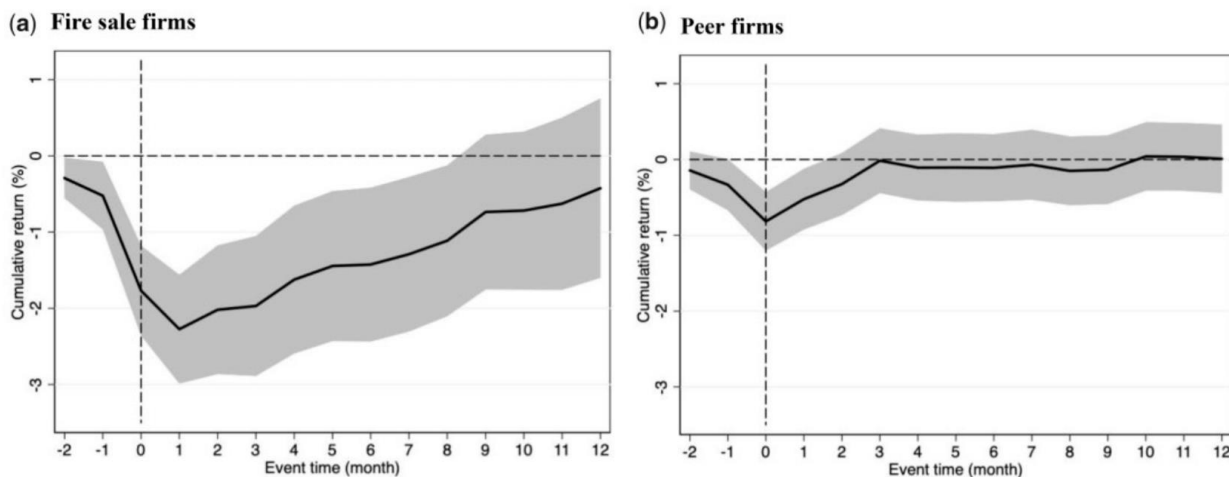 (a) Fire sale firms
Cumulative return (%)
1
0
-1
-2
-3
-2 -1 0 1 2 3 4 5 6 7 8 9 10 11 12
Event time (month)
(b) Peer firms
Cumulative return (%)
1
0
-1
-2
-3
-2 -1 0 1 2 3 4 5 6 7 8 9 10 11 12
Event time (month)